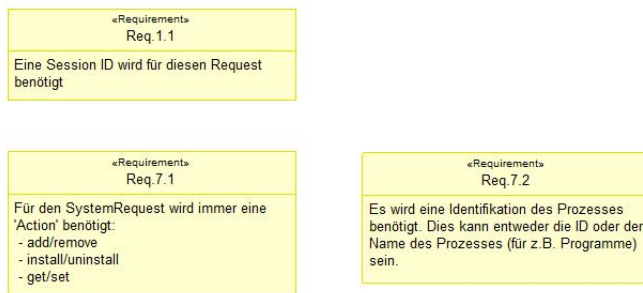 «Requirement»
Req.1.1
Eine Session ID wird für diesen Request
benötigt
«Requirement»
Req.7.1
Für den SystemRequest wird immer eine
'Action' benötigt:
- add/remove
- install/uninstall
- get/set
«Requirement»
Req.7.2
Es wird eine Identifikation des Prozesses
benötigt. Dies kann entweder die ID oder der
Name des Prozesses (für z.B. Programme)
sein.